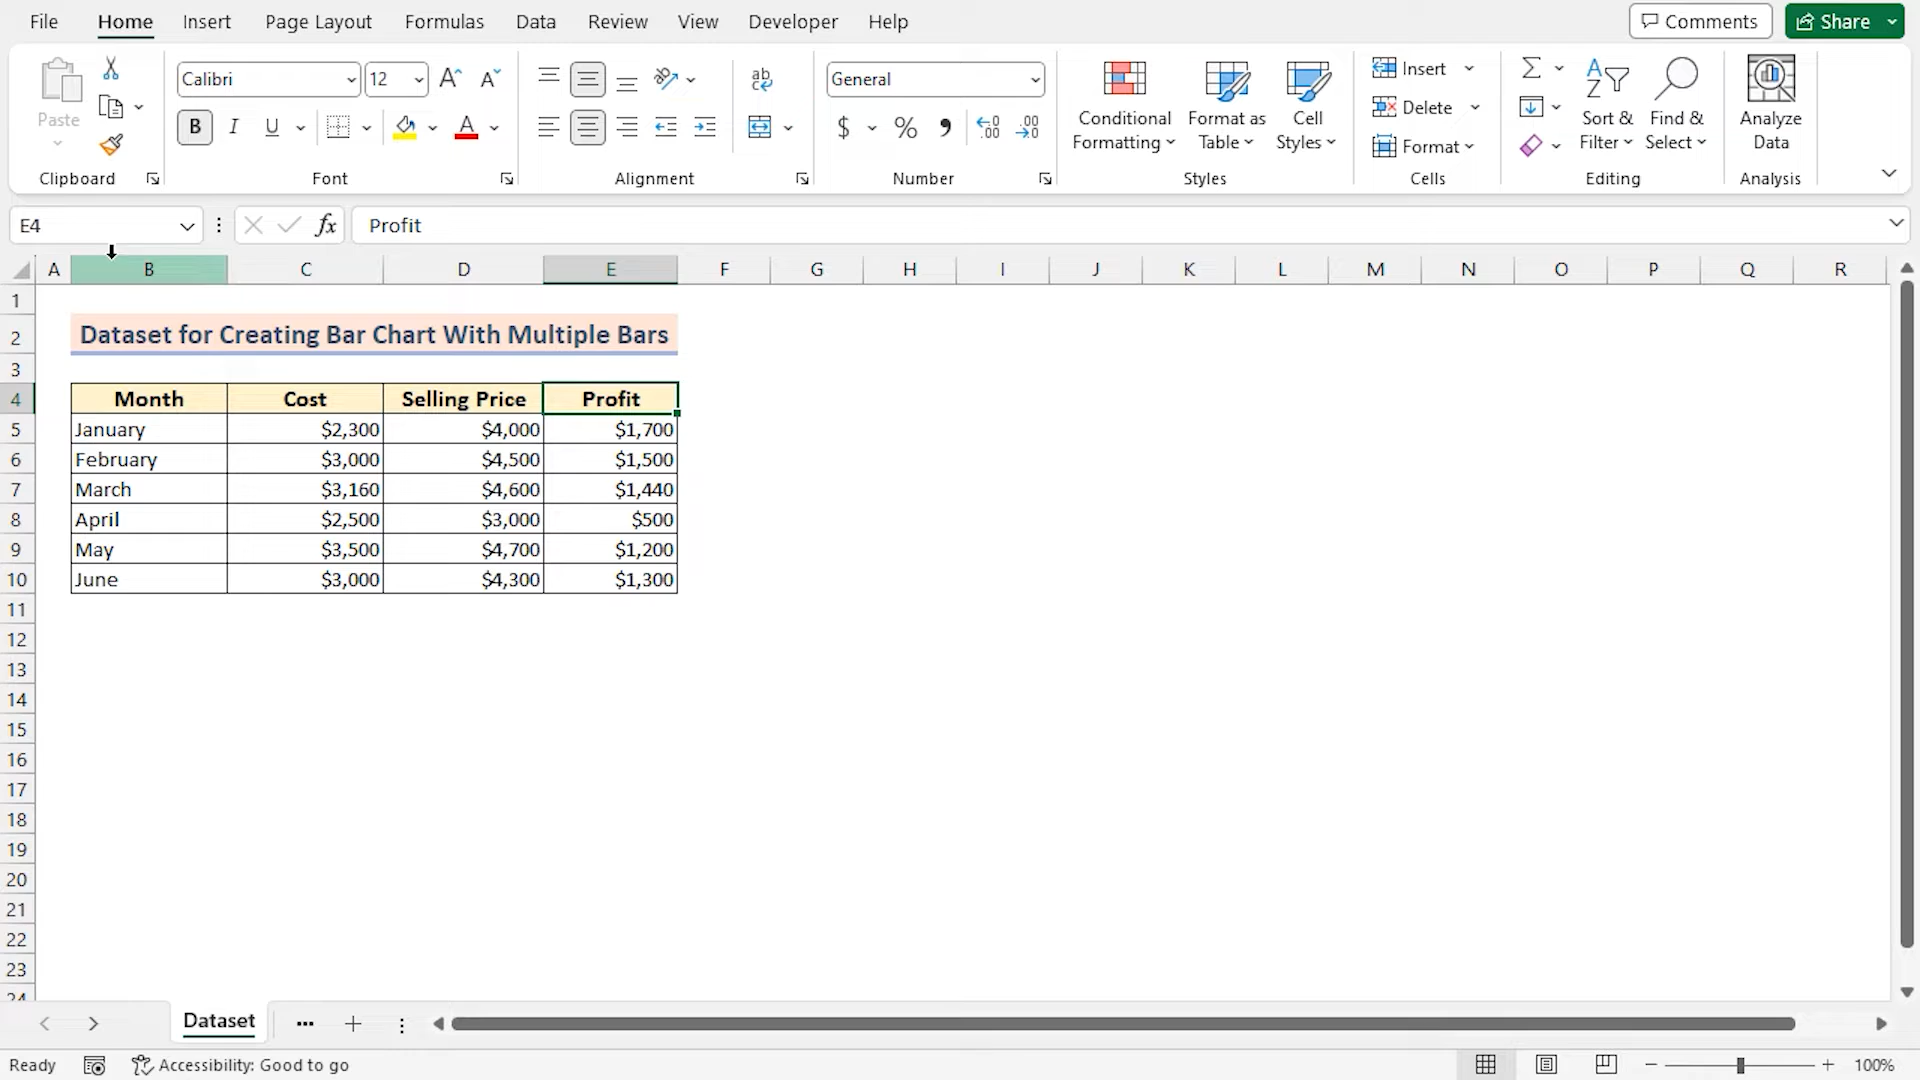 File Home Insert Page Layout Formulas Data Review View Developer Help Comments Share
Calibri 12 General
Paste Conditional Formatting Format as Table Cell Styles Insert Delete Format Sort & Filter Find & Select Analyze Data
Clipboard Font Alignment Number Styles Cells Editing Analysis
E4 fx Profit
A B C D E F G H I J K L M N O P Q R
1
2 Dataset for Creating Bar Chart With Multiple Bars
3
4 Month Cost Selling Price Profit
5 January $2,300 $4,000 $1,700
6 February $3,000 $4,500 $1,500
7 March $3,160 $4,600 $1,440
8 April $2,500 $3,000 $500
9 May $3,500 $4,700 $1,200
10 June $3,000 $4,300 $1,300
11
12
13
14
15
16
17
18
19
20
21
22
23
24
Dataset
Ready Accessibility: Good to go 100%